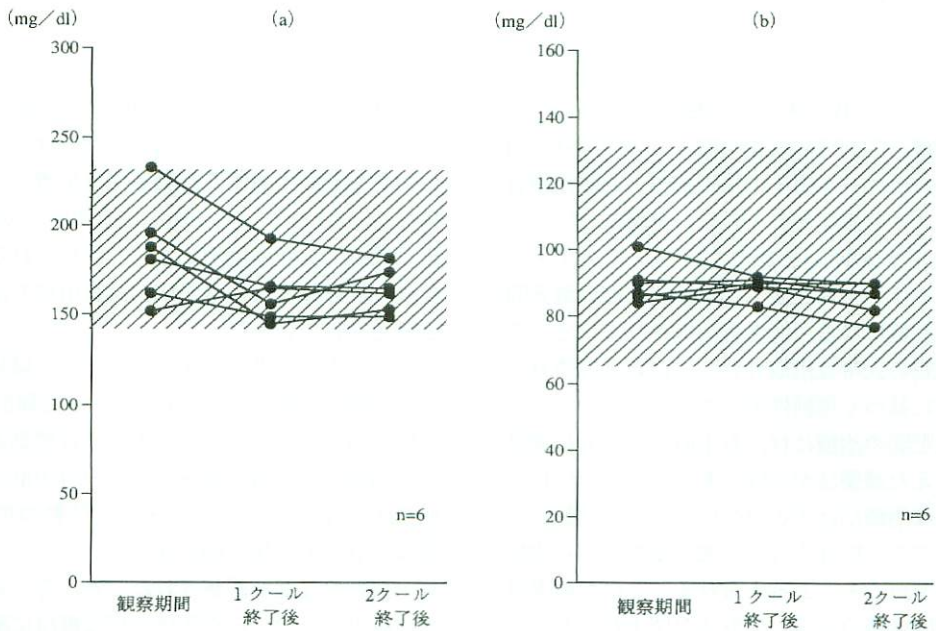 (mg/dl)
(a)
300
250
200
150
100
50
0
n=6
観察期間
1クール
終了後
2クール
終了後
(mg/dl)
(b)
160
140
120
100
80
60
40
20
0
n=6
観察期間
1クール
終了後
2クール
終了後